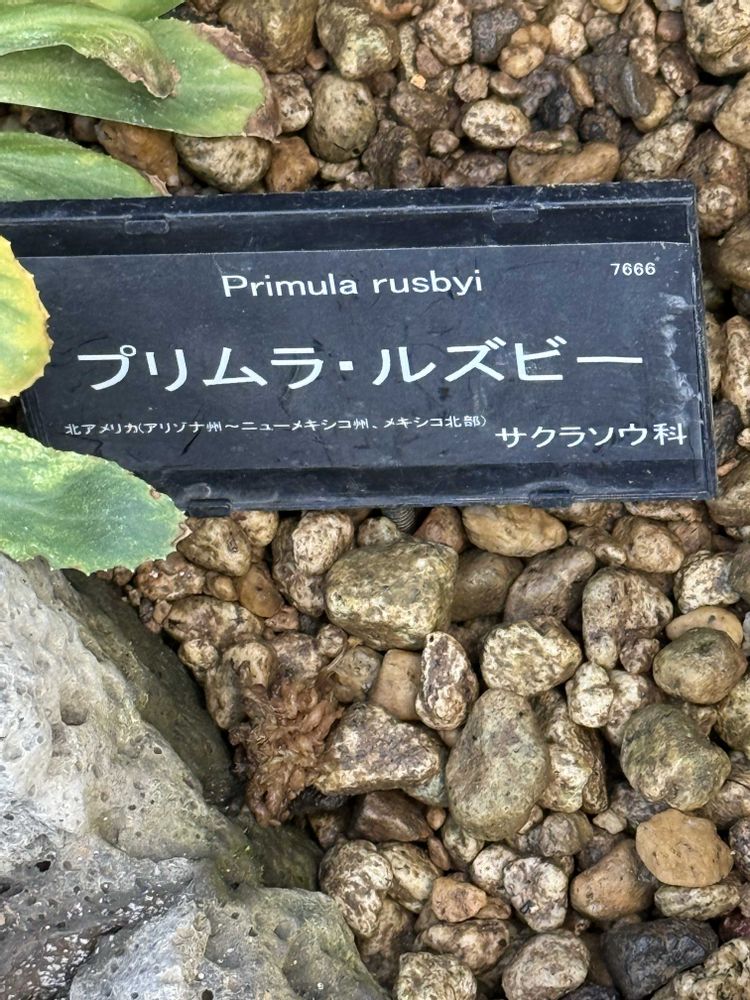 Primula rusbyi
7666
プリムラ・ルズビー
北アメリカ(アリゾナ州～ニューメキシコ州、メキシコ北部)
サクラソウ科